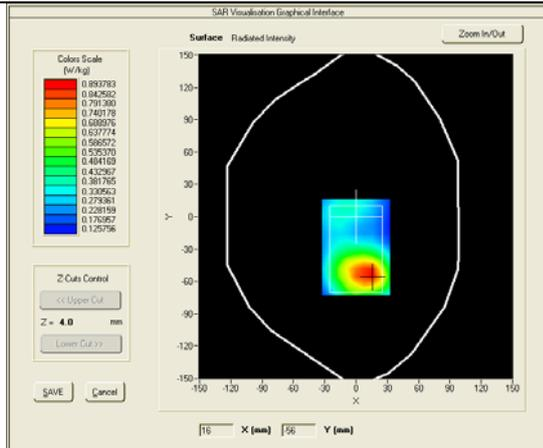 SAR Visualisation Graphical Interface
Surface Radiated Intensity
Zoom In/Out
Colors Scale
(W/kg)
0.893783
0.842582
0.791380
0.740178
0.688976
0.637774
0.586572
0.535370
0.484169
0.432967
0.381765
0.330563
0.279361
0.228159
0.176957
0.125756
Z-Cuts Control
<< Upper Cut
Z = 4.0 mm
Lower Cut >>
SAVE Cancel
150-
120-
90-
60-
30-
0-
-30-
-60-
-90-
-120-
-150-
Y
-150 -120 -90 -60 -30 0 30 60 90 120 150
X
16 X (mm) -56 Y (mm)